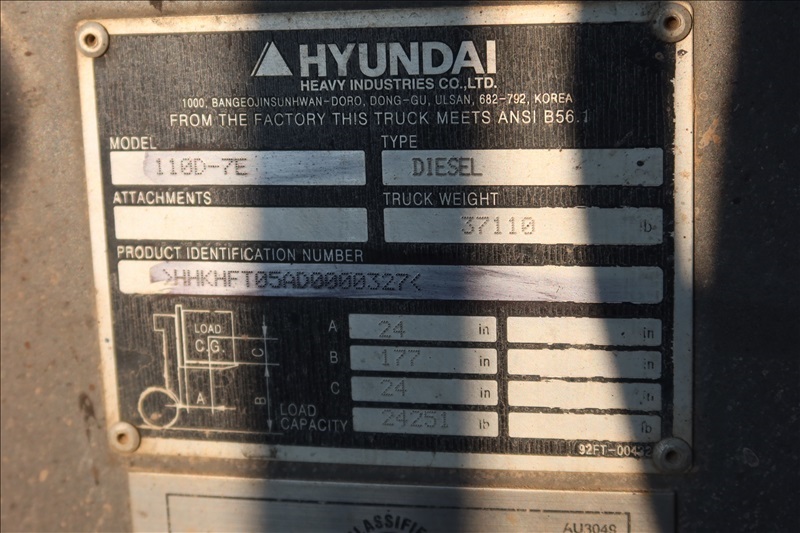 HYUNDAI
HEAVY INDUSTRIES CO.,LTD.
1000, BANGEOJINSUNHWAN-DORO, DONG-GU, ULSAN, 682-792, KOREA
FROM THE FACTORY THIS TRUCK MEETS ANSI B56.1
MODEL TYPE
110D-7E DIESEL
ATTACHMENTS TRUCK WEIGHT
37110 lb
PRODUCT IDENTIFICATION NUMBER
>HHKHFT05AD0000327<
LOAD
C.G.
C
A
B
A 24 in in
B 177 in in
C 24 in in
LOAD CAPACITY 24251 lb lb
CLASSIFIED
AU3049